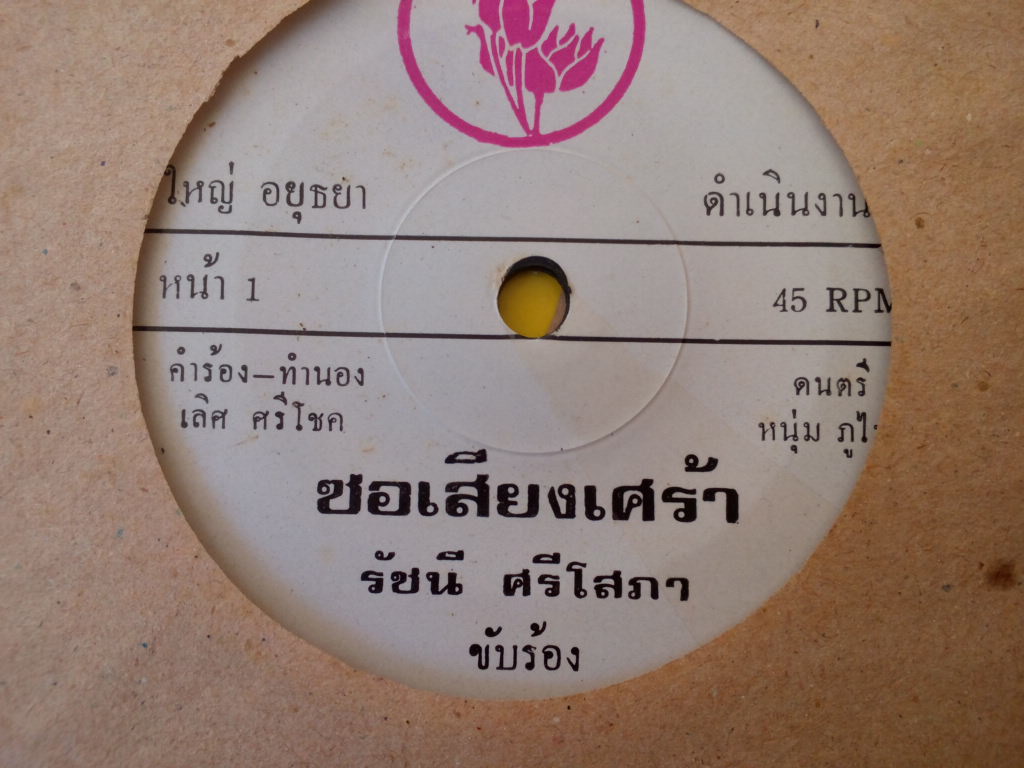 ใหญ่ อยุธยา ดำเนินงาน
หน้า 1 45 RPM
คำร้อง–ทำนอง ดนตรี
เลิศ ศรีโชค หนุ่ม
ซอเสียงเศร้า
รัชนี ศรีโสภา
ขับร้อง